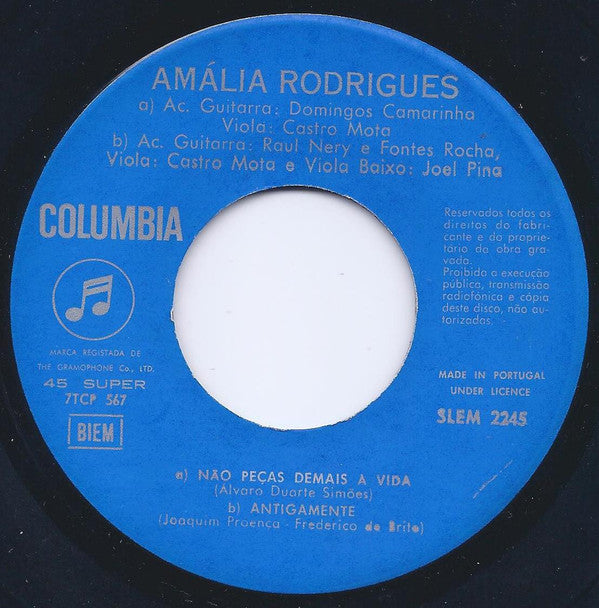 AMÁLIA RODRIGUES
a) Ac. Guitarra: Domingos Camarinha
Viola: Castro Mota
b) Ac. Guitarra: Raul Nery e Fontes Rocha,
Viola: Castro Mota e Viola Baixo: Joel Pina
COLUMBIA
Reservados todos os
direitos do fabri-
cante e do proprie-
tário da obra gra-
vada.
Proibida a execução
pública, transmissão
radiofónica e cópia
deste disco, não au-
torizadas.
MARCA REGISTADA DE
THE GRAMOPHONE Co., LTD.
45 SUPER
7TCP 567
BIEM
MADE IN PORTUGAL
UNDER LICENCE
SLEM 2245
a) NÃO PEÇAS DEMAIS A VIDA
(Álvaro Duarte Simões)
b) ANTIGAMENTE
(Joaquim Proença - Frederico de Brito)